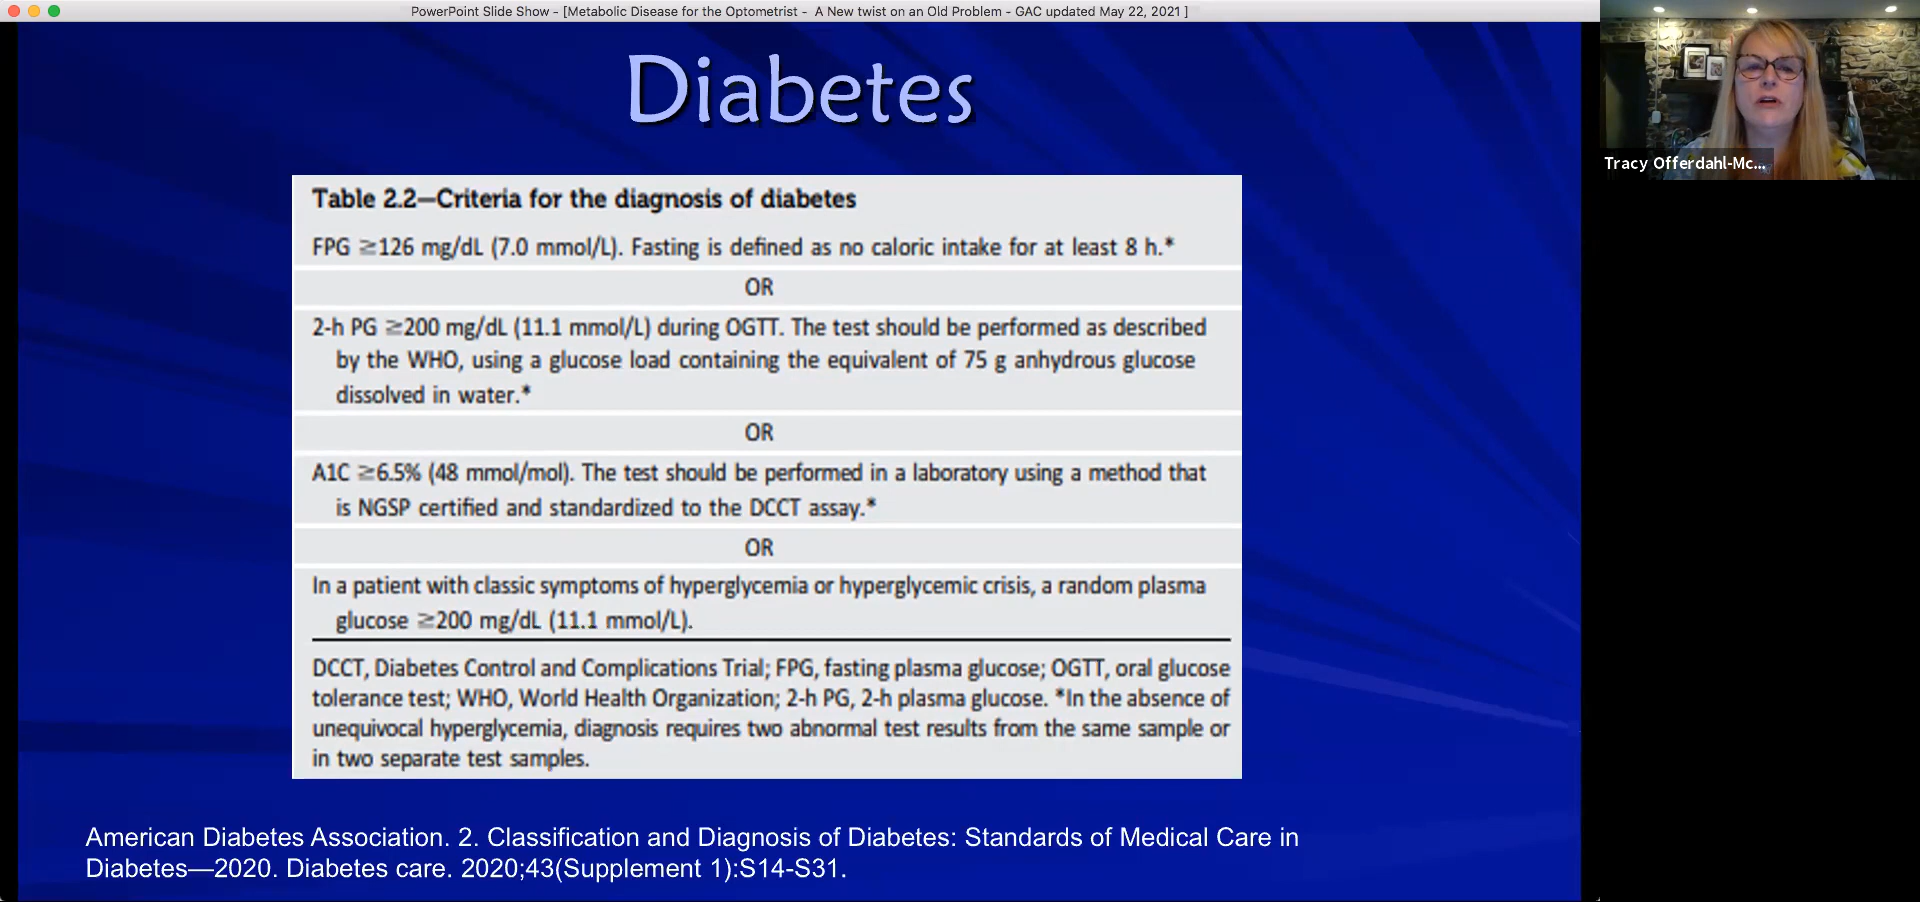 PowerPoint Slide Show - [Metabolic Disease for the Optometrist - A New twist on an Old Problem - GAC updated May 22, 2021 ]
Diabetes
Tracy Offerdahl-Mc...
Table 2.2—Criteria for the diagnosis of diabetes
FPG ≥126 mg/dL (7.0 mmol/L). Fasting is defined as no caloric intake for at least 8 h.*
OR
2-h PG ≥200 mg/dL (11.1 mmol/L) during OGTT. The test should be performed as described
by the WHO, using a glucose load containing the equivalent of 75 g anhydrous glucose
dissolved in water.*
OR
A1C ≥6.5% (48 mmol/mol). The test should be performed in a laboratory using a method that
is NGSP certified and standardized to the DCCT assay.*
OR
In a patient with classic symptoms of hyperglycemia or hyperglycemic crisis, a random plasma
glucose ≥200 mg/dL (11.1 mmol/L).
DCCT, Diabetes Control and Complications Trial; FPG, fasting plasma glucose; OGTT, oral glucose
tolerance test; WHO, World Health Organization; 2-h PG, 2-h plasma glucose. *In the absence of
unequivocal hyperglycemia, diagnosis requires two abnormal test results from the same sample or
in two separate test samples.
American Diabetes Association. 2. Classification and Diagnosis of Diabetes: Standards of Medical Care in
Diabetes—2020. Diabetes care. 2020;43(Supplement 1):S14-S31.